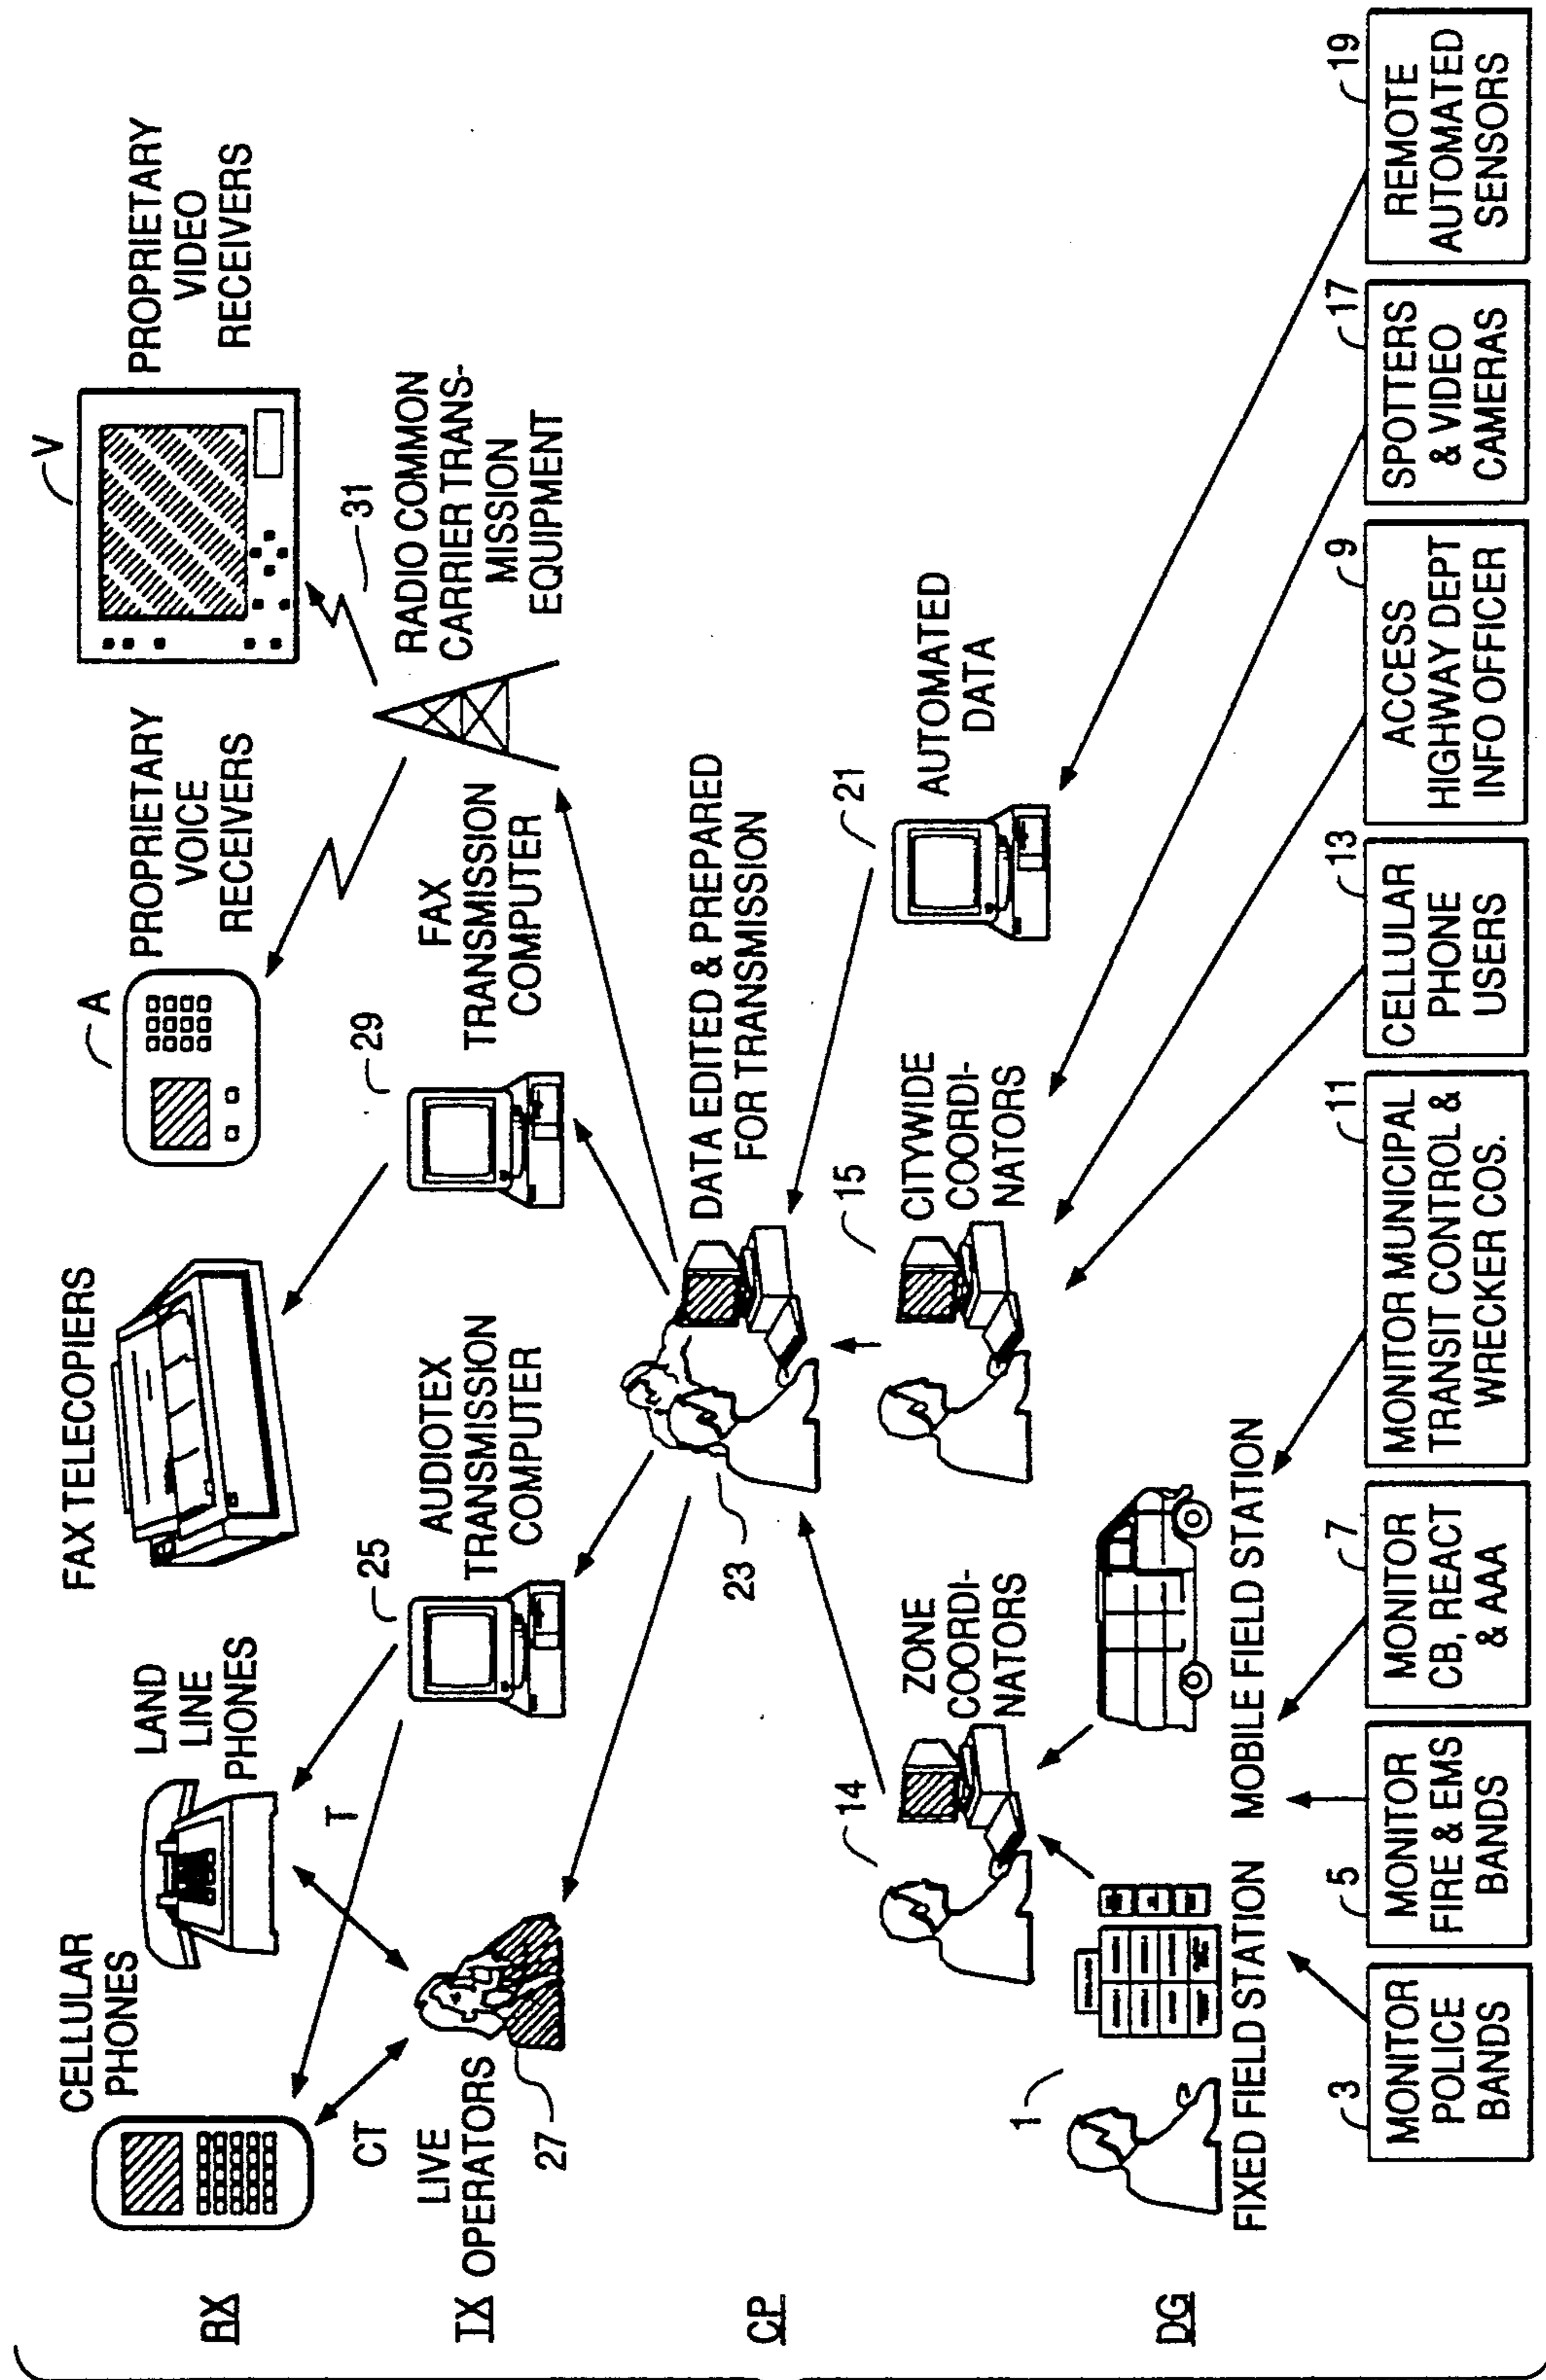 RX
CELLULAR
PHONES
LAND
LINE
PHONES
FAX TELECOPIERS
A
PROPRIETARY
VOICE
RECEIVERS
V
PROPRIETARY
VIDEO
RECEIVERS
CT
T
TX
LIVE
OPERATORS
27
25
AUDIOTEX
TRANSMISSION
COMPUTER
29
FAX
TRANSMISSION
COMPUTER
31
RADIO COMMON
CARRIER TRANS-
MISSION
EQUIPMENT
CP
23
DATA EDITED & PREPARED
FOR TRANSMISSION
14
ZONE
COORDI-
NATORS
15
CITYWIDE
COORDI-
NATORS
21
AUTOMATED
DATA
DG
1
FIXED FIELD STATION
MOBILE FIELD STATION
3
MONITOR
POLICE
BANDS
5
MONITOR
FIRE & EMS
BANDS
7
MONITOR
CB, REACT
& AAA
11
MONITOR MUNICIPAL
TRANSIT CONTROL &
WRECKER COS.
13
CELLULAR
PHONE
USERS
9
ACCESS
HIGHWAY DEPT
INFO OFFICER
17
SPOTTERS
& VIDEO
CAMERAS
19
REMOTE
AUTOMATED
SENSORS